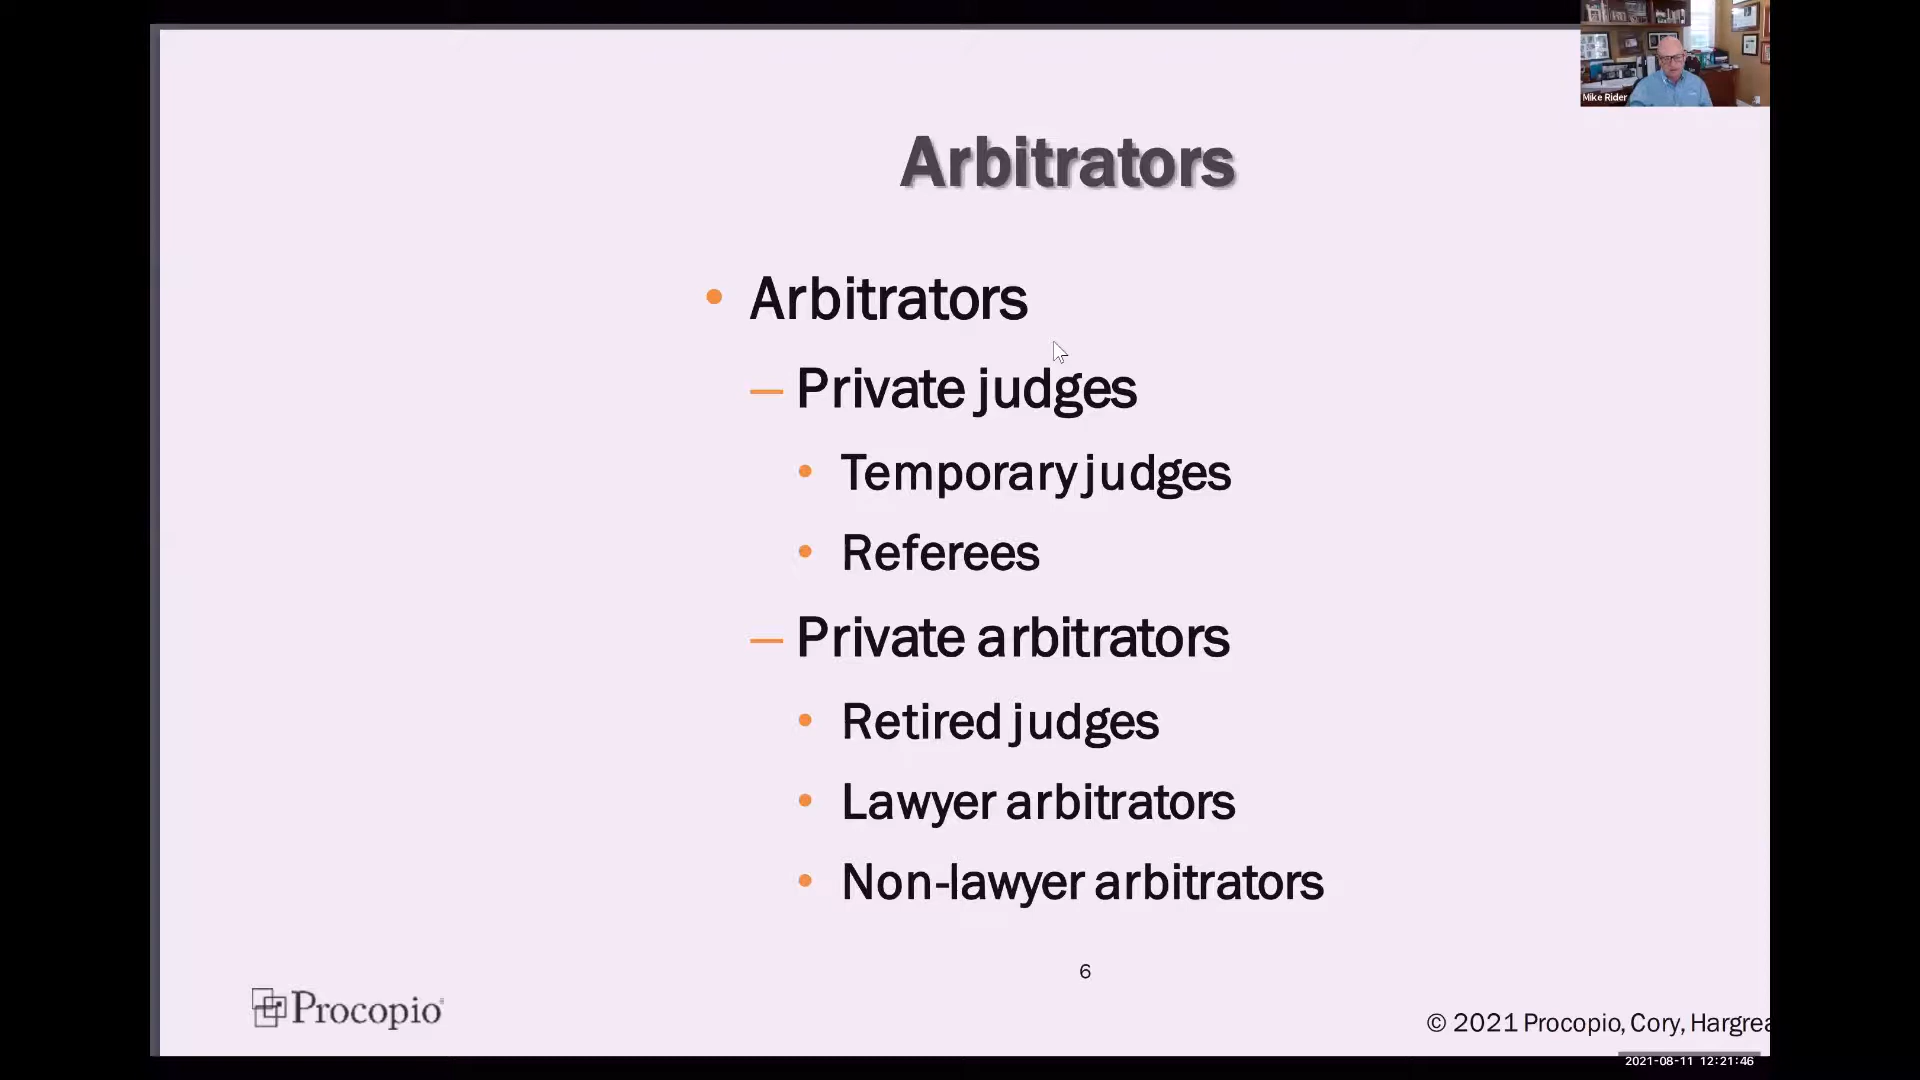 Mike Rider
Arbitrators
• Arbitrators
— Private judges
• Temporary judges
• Referees
— Private arbitrators
• Retired judges
• Lawyer arbitrators
• Non-lawyer arbitrators
6
Procopio
© 2021 Procopio, Cory, Hargrea
2021-08-11 12:21:46